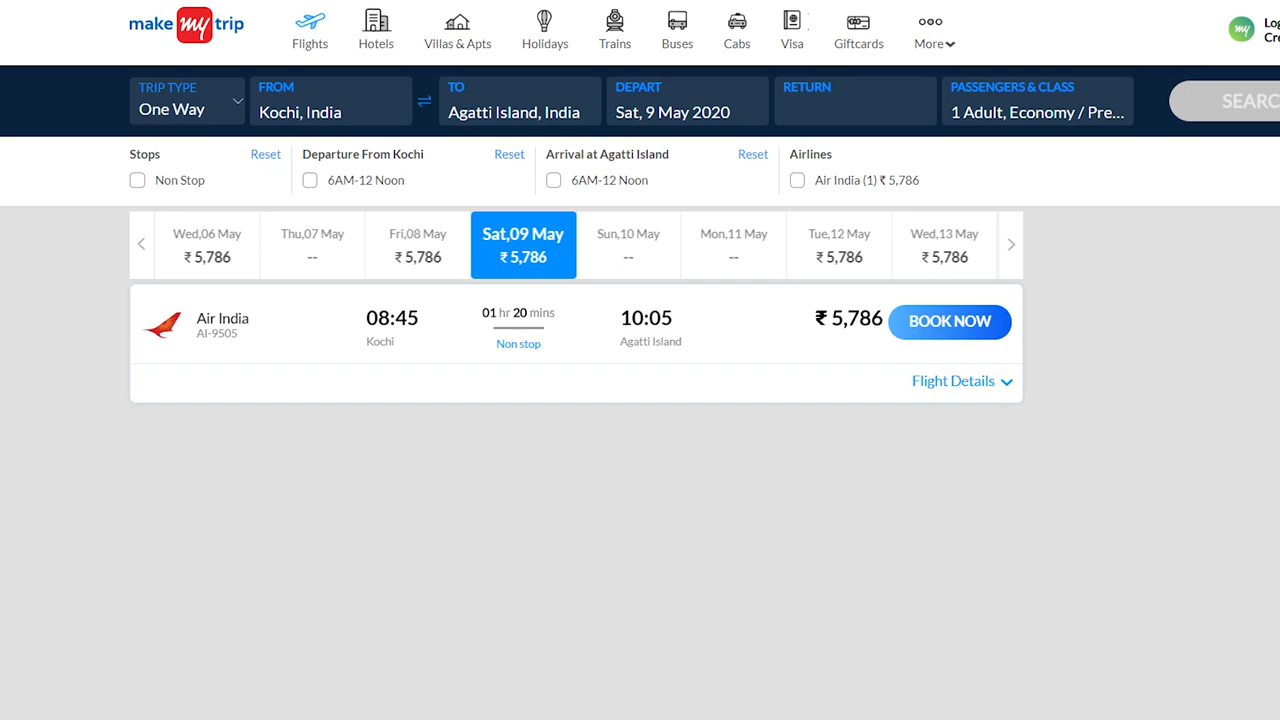 make my trip
Flights
Hotels
Villas & Apts
Holidays
Trains
Buses
Cabs
Visa
Giftcards
More
my
TRIP TYPE
One Way
FROM
Kochi, India
TO
Agatti Island, India
DEPART
Sat, 9 May 2020
RETURN
PASSENGERS & CLASS
1 Adult, Economy / Pre...
Stops
Reset
Non Stop
Departure From Kochi
Reset
6AM-12 Noon
Arrival at Agatti Island
Reset
6AM-12 Noon
Airlines
Air India (1) ₹ 5,786
Wed,06 May
₹ 5,786
Thu,07 May
--
Fri,08 May
₹ 5,786
Sat,09 May
₹ 5,786
Sun,10 May
--
Mon,11 May
--
Tue,12 May
₹ 5,786
Wed,13 May
₹ 5,786
Air India
AI-9505
08:45
Kochi
01 hr 20 mins
Non stop
10:05
Agatti Island
₹ 5,786
BOOK NOW
Flight Details